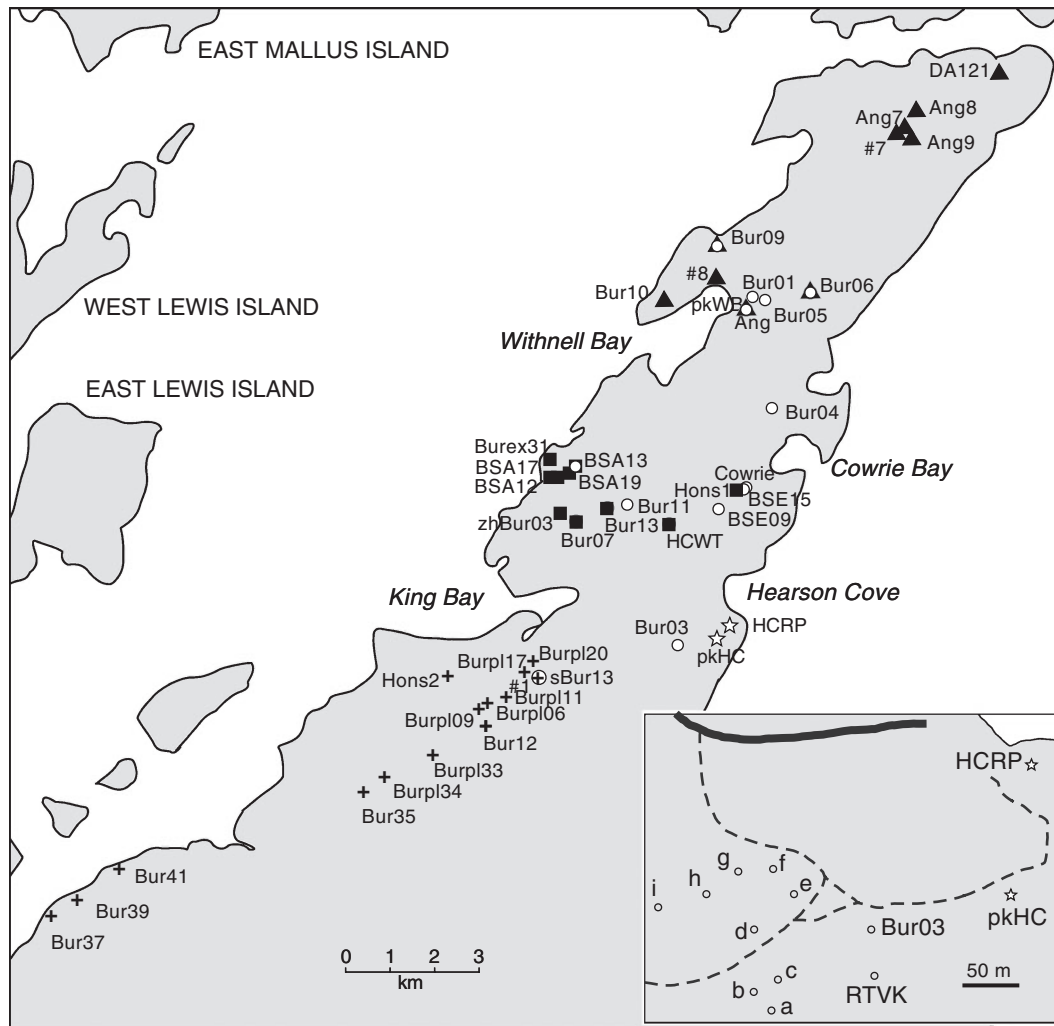 EAST MALLUS ISLAND
DA121
Ang8
Ang7
#7
Ang9
Bur09
#8
Bur01
Bur06
Bur10
pkWB
Ang
Bur05
WEST LEWIS ISLAND
Withnell Bay
EAST LEWIS ISLAND
Bur04
Burex31
BSA17
BSA13
BSA12
BSA19
Cowrie
Cowrie Bay
Hons1
BSE15
Bur11
BSE09
zhBur03
Bur13
Bur07
HCWT
King Bay
Hearson Cove
Bur03
HCRP
pkHC
Burpl17
Burpl20
Hons2
#1
sBur13
Burpl11
Burpl09
Burpl06
Bur12
Burpl33
Burpl34
Bur35
Bur41
Bur39
Bur37
0 1 2 3
km
HCRP
g
f
h
e
i
pkHC
d
Bur03
c
b
RTVK
50 m
a